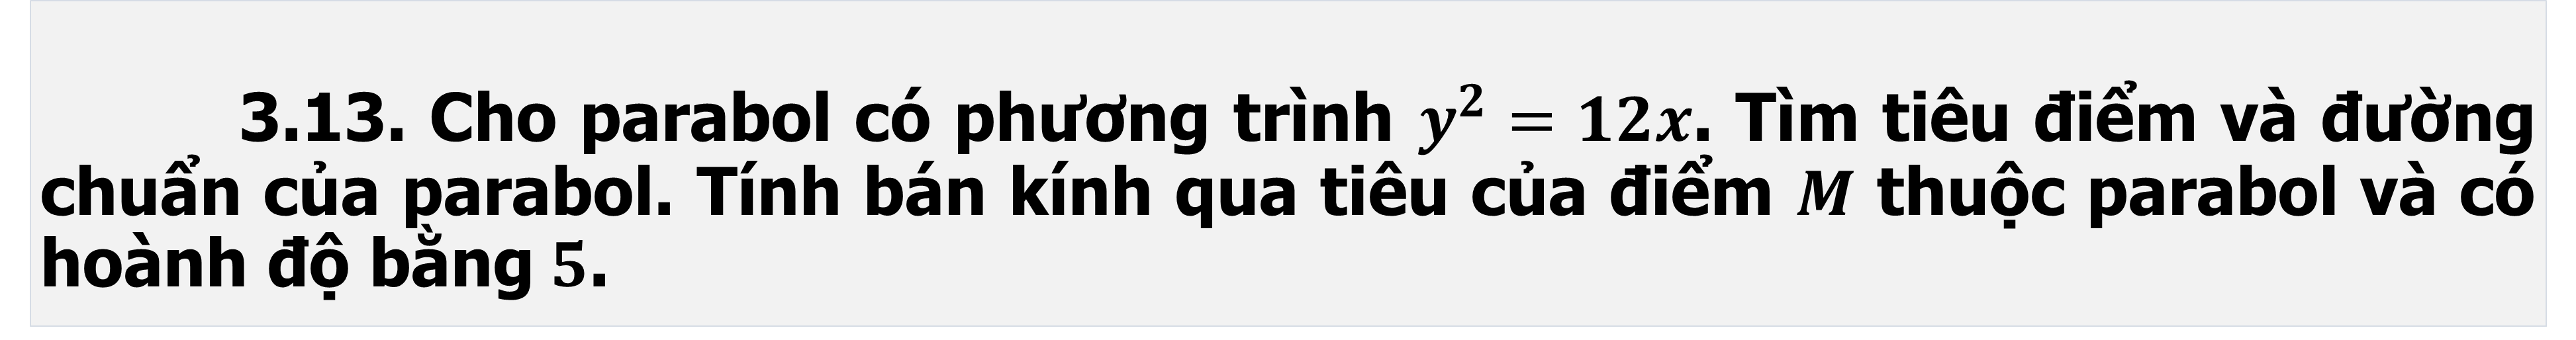 3.13. Cho parabol có phương trình y² = 12x. Tìm tiêu điểm và đường
chuẩn của parabol. Tính bán kính qua tiêu của điểm M thuộc parabol và có
hoành độ bằng 5.